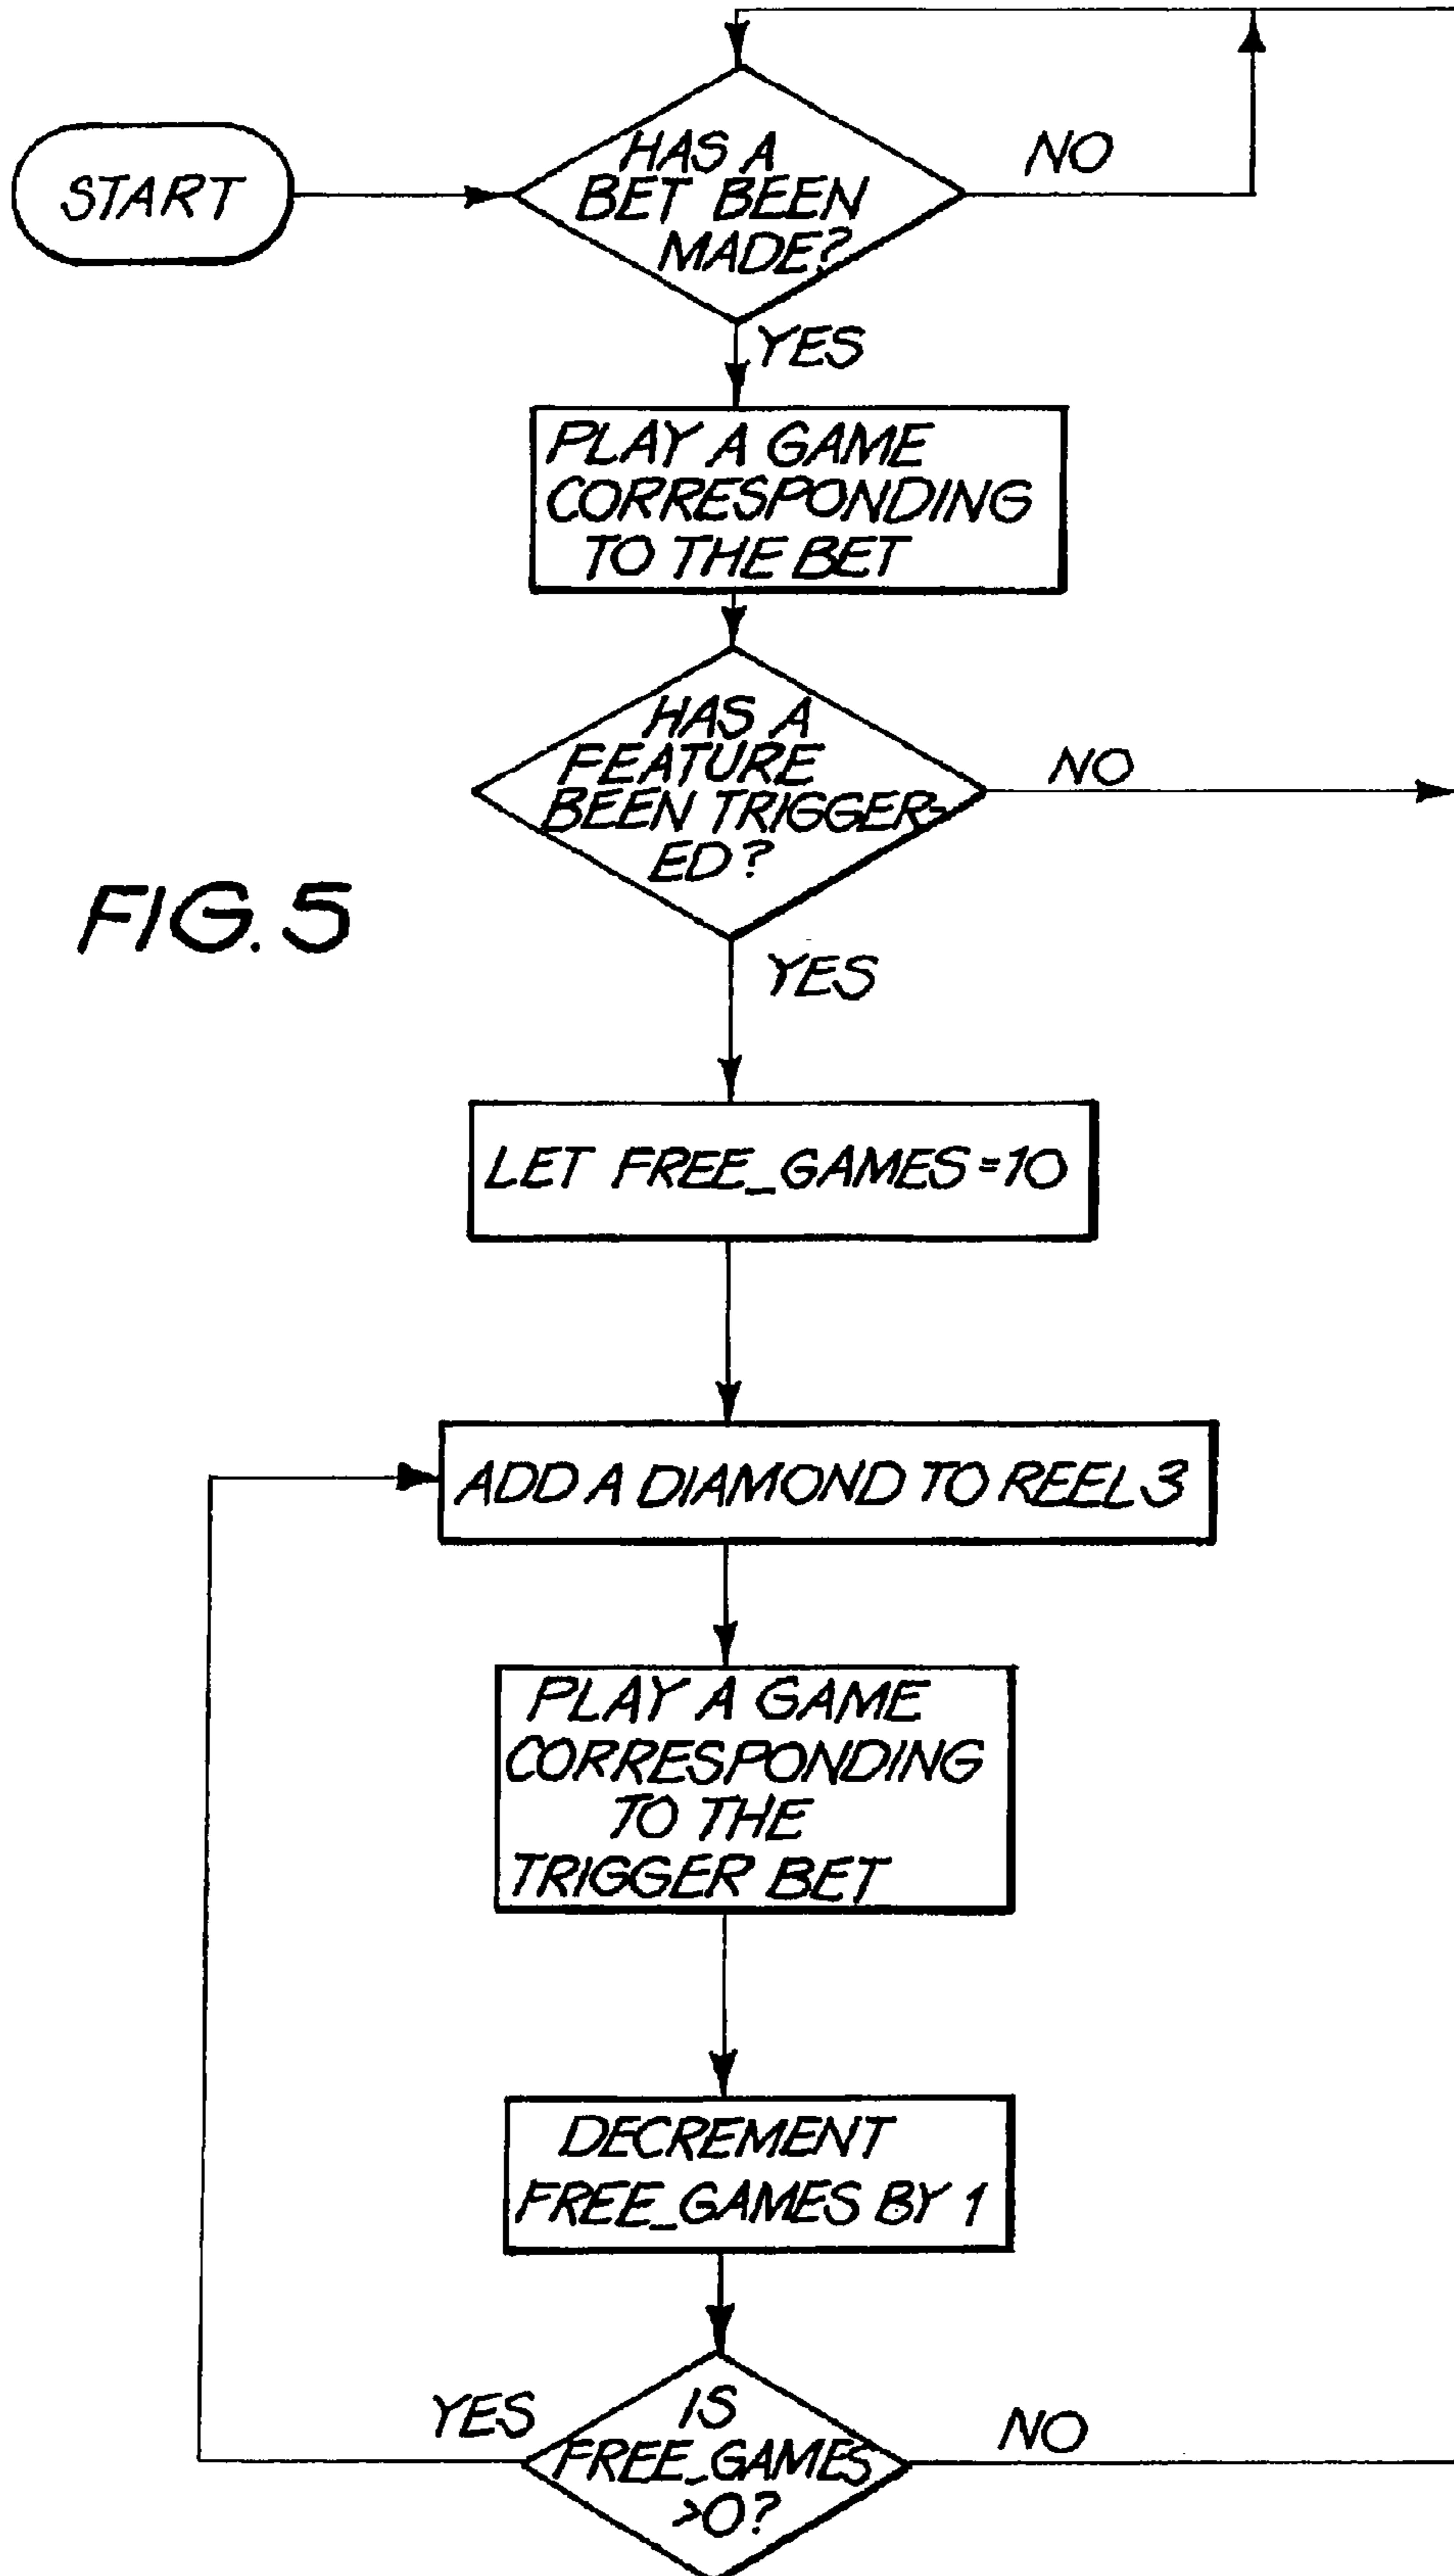 START
HAS A
BET BEEN
MADE?
NO
YES
PLAY A GAME
CORRESPONDING
TO THE BET
HAS A
FEATURE
BEEN TRIGGER-
ED?
NO
FIG. 5
YES
LET FREE_GAMES=10
ADD A DIAMOND TO REEL 3
PLAY A GAME
CORRESPONDING
TO THE
TRIGGER BET
DECREMENT
FREE_GAMES BY 1
YES
IS
FREE_GAMES
>0?
NO